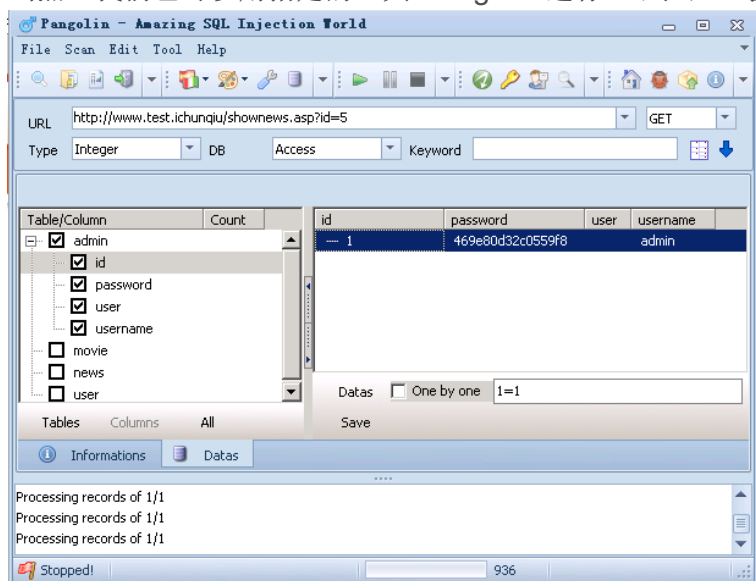 Pangolin - Amazing SQL Injection World
File Scan Edit Tool Help
URL http://www.test.ichunqiu/shownews.asp?id=5 GET
Type Integer DB Access Keyword
Table/Column Count
id password user username
admin
1 469e80d32c0559f8 admin
id
password
user
username
movie
news
user
Datas One by one 1=1
Tables Columns All
Save
Informations Datas
Processing records of 1/1
Processing records of 1/1
Processing records of 1/1
Stopped! 936